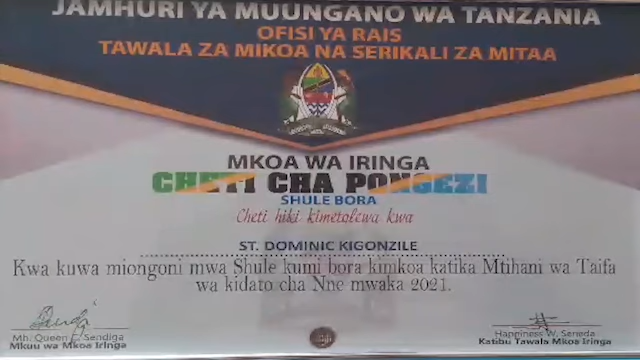 JAMHURI YA MUUNGANO WA TANZANIA
OFISI YA RAIS
TAWALA ZA MIKOA NA SERIKALI ZA MITAA
MKOA WA IRINGA
CHETI CHA PONGEZI
SHULE BORA
Cheti hiki kimetolewa kwa
ST. DOMINIC KIGONZILE
Kwa kuwa miongoni mwa Shule kumi bora kimkoa katika Mtihani wa Taifa
wa kidato cha Nne mwaka 2021.
Mh. Queen C. Sendiga
Mkuu wa Mkoa Iringa
Happiness W. Seneda
Katibu Tawala Mkoa Iringa